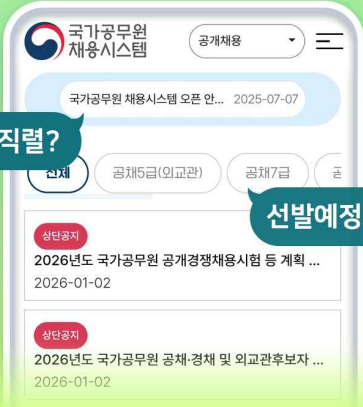 국가공무원
채용시스템
공개채용
국가공무원 채용시스템 오픈 안... 2025-07-07
직렬?
전체 공채5급(외교관) 공채7급
선발예정
상단공지
2026년도 국가공무원 공개경쟁채용시험 등 계획 ...
2026-01-02
상단공지
2026년도 국가공무원 공채·경채 및 외교관후보자 ...
2026-01-02